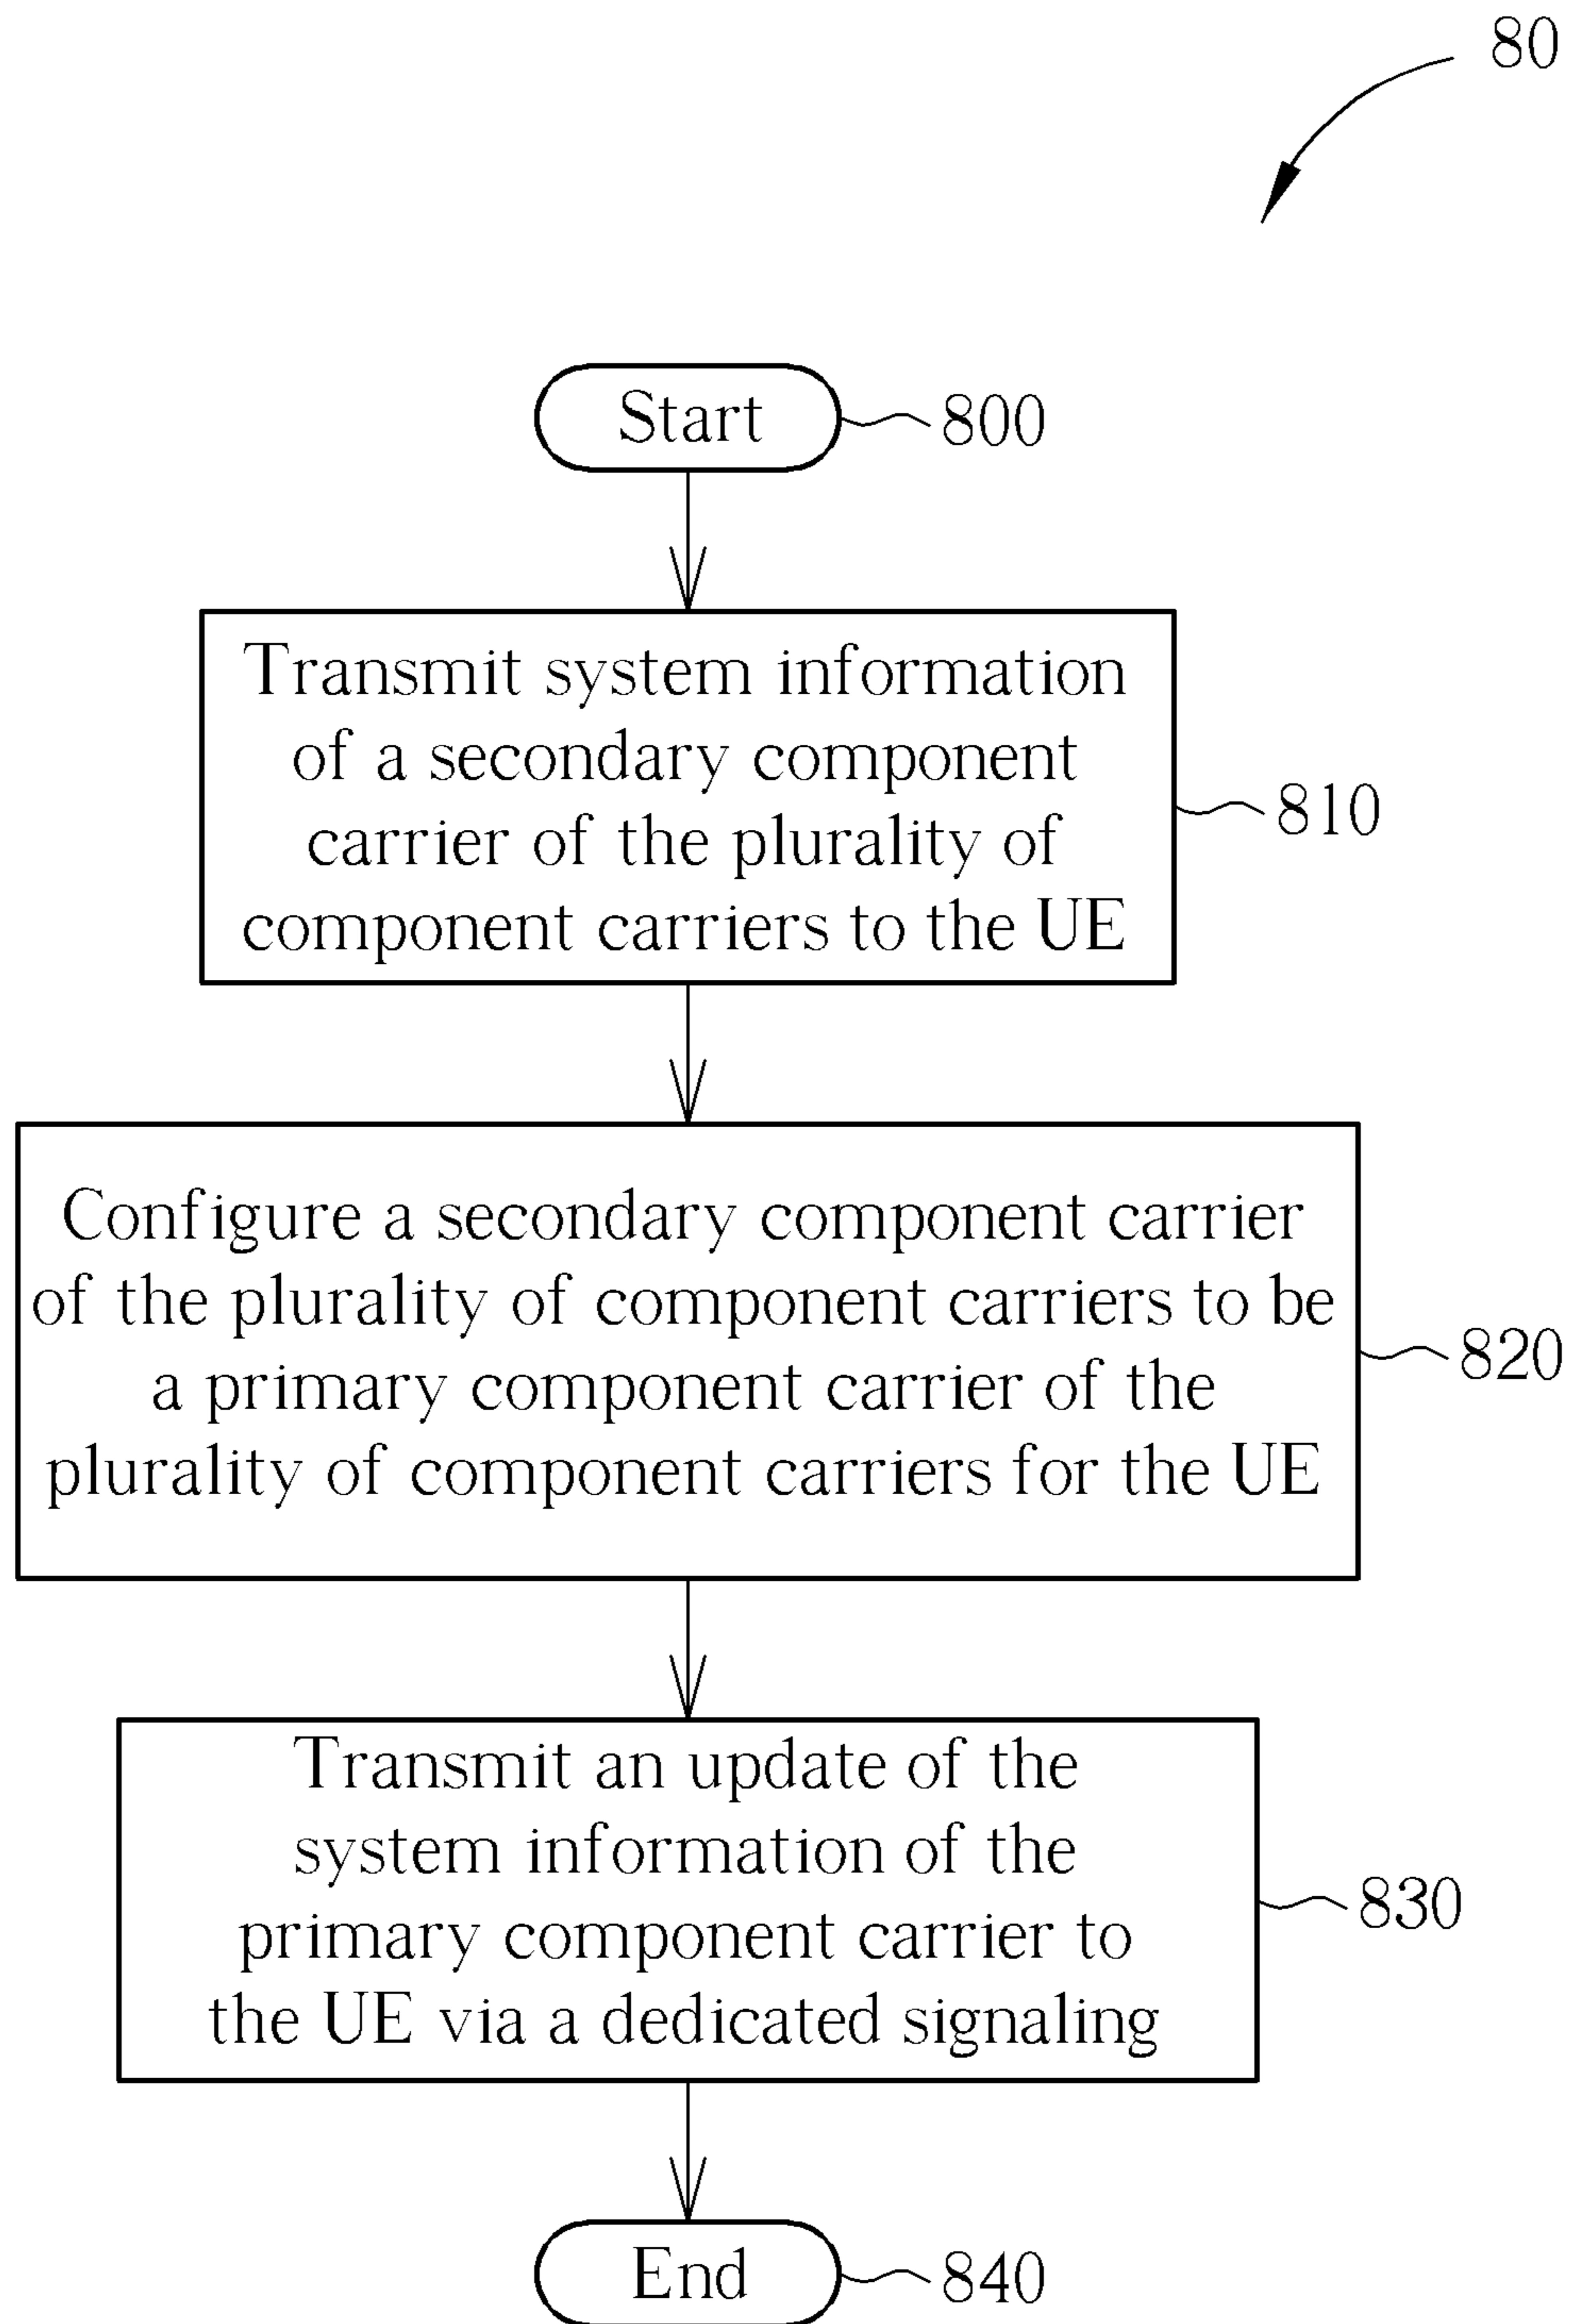 80
Start
800
Transmit system information
of a secondary component
carrier of the plurality of
component carriers to the UE
810
Configure a secondary component carrier
of the plurality of component carriers to be
a primary component carrier of the
plurality of component carriers for the UE
820
Transmit an update of the
system information of the
primary component carrier to
the UE via a dedicated signaling
830
End
840